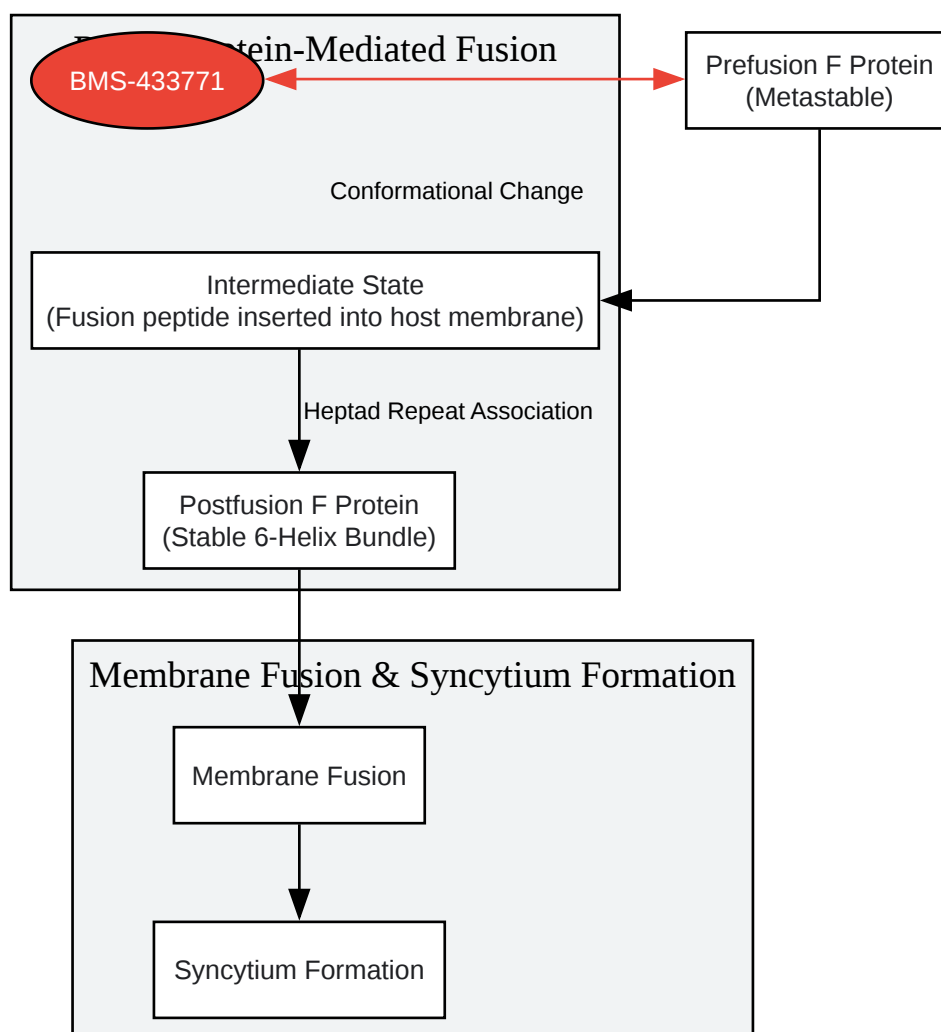 tein-Mediated Fusion
BMS-433771
Prefusion F Protein
(Metastable)
Conformational Change
Intermediate State
(Fusion peptide inserted into host membrane)
Heptad Repeat Association
Postfusion F Protein
(Stable 6-Helix Bundle)
Membrane Fusion & Syncytium Formation
Membrane Fusion
Syncytium Formation